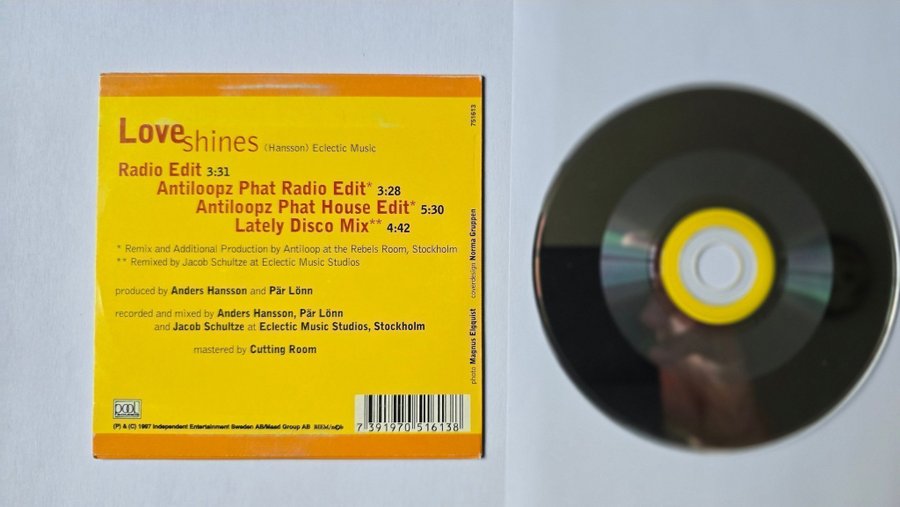 Love shines (Hansson) Eclectic Music
Radio Edit 3:31
Antiloopz Phat Radio Edit* 3:28
Antiloopz Phat House Edit* 5:30
Lately Disco Mix** 4:42
* Remix and Additional Production by Antiloop at the Rebels Room, Stockholm
** Remixed by Jacob Schultze at Eclectic Music Studios
produced by Anders Hansson and Pär Lönn
recorded and mixed by Anders Hansson, Pär Lönn
and Jacob Schultze at Eclectic Music Studios, Stockholm
mastered by Cutting Room
pool
(P) & (C) 1997 Independent Entertainment Sweden AB/Mead Group AB BIEM/n©b
7 391970 516138
751613
photo Magnus Elgquist coverdesign Norma Gruppen